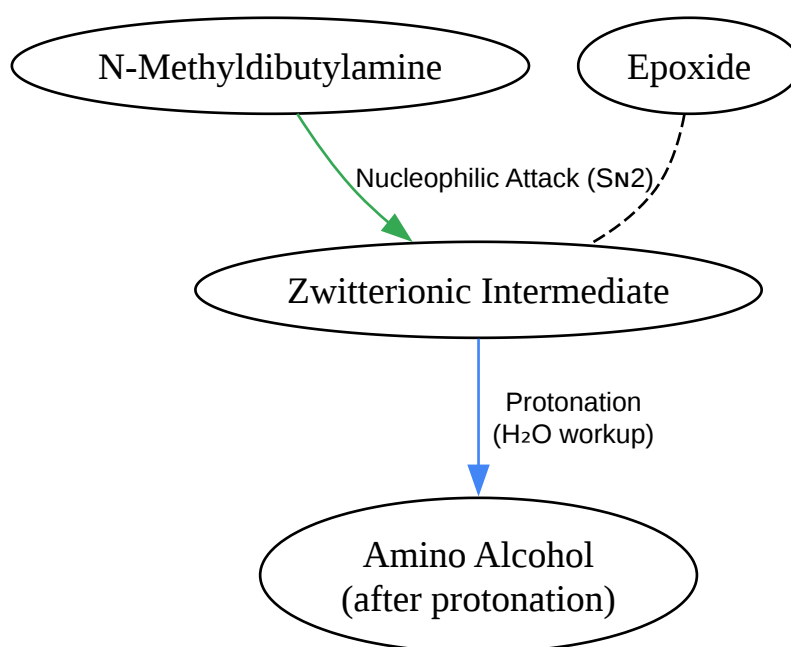 N-Methyldibutylamine
Epoxide
Nucleophilic Attack (Sɴ2)
Zwitterionic Intermediate
Protonation
(H₂O workup)
Amino Alcohol
(after protonation)